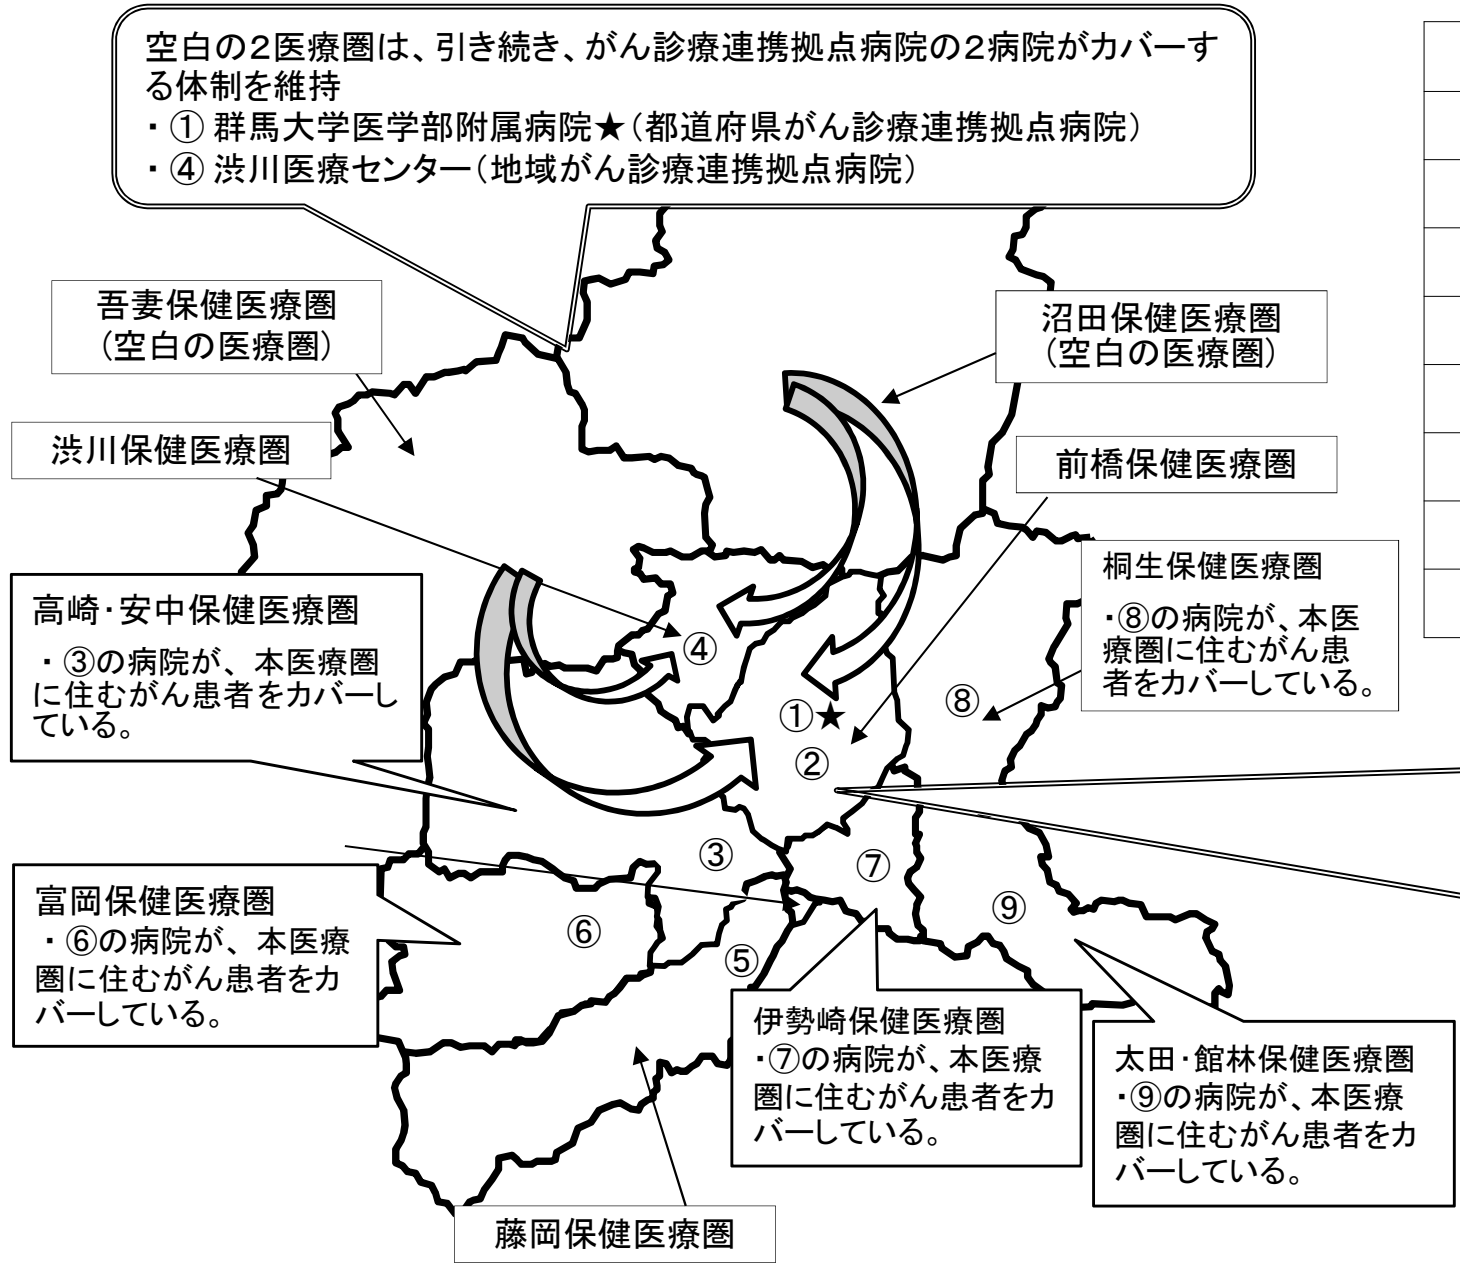 空白の２医療圏は、引き続き、がん診療連携拠点病院の２病院がカバーす
る体制を維持
・① 群馬大学医学部附属病院★（都道府県がん診療連携拠点病院）
・④ 渋川医療センター（地域がん診療連携拠点病院）
吾妻保健医療圏
（空白の医療圏）
沼田保健医療圏
（空白の医療圏）
渋川保健医療圏
前橋保健医療圏
桐生保健医療圏
・⑧の病院が、本医
療圏に住むがん患
者をカバーしている。
高崎・安中保健医療圏
・③の病院が、本医療圏
に住むがん患者をカバーし
ている。
④
⑧
①★
②
③
⑦
⑨
⑥
⑤
富岡保健医療圏
・⑥の病院が、本医療
圏に住むがん患者をカ
バーしている。
伊勢崎保健医療圏
・⑦の病院が、本医療
圏に住むがん患者をカ
バーしている。
太田・館林保健医療圏
・⑨の病院が、本医療
圏に住むがん患者をカ
バーしている。
藤岡保健医療圏